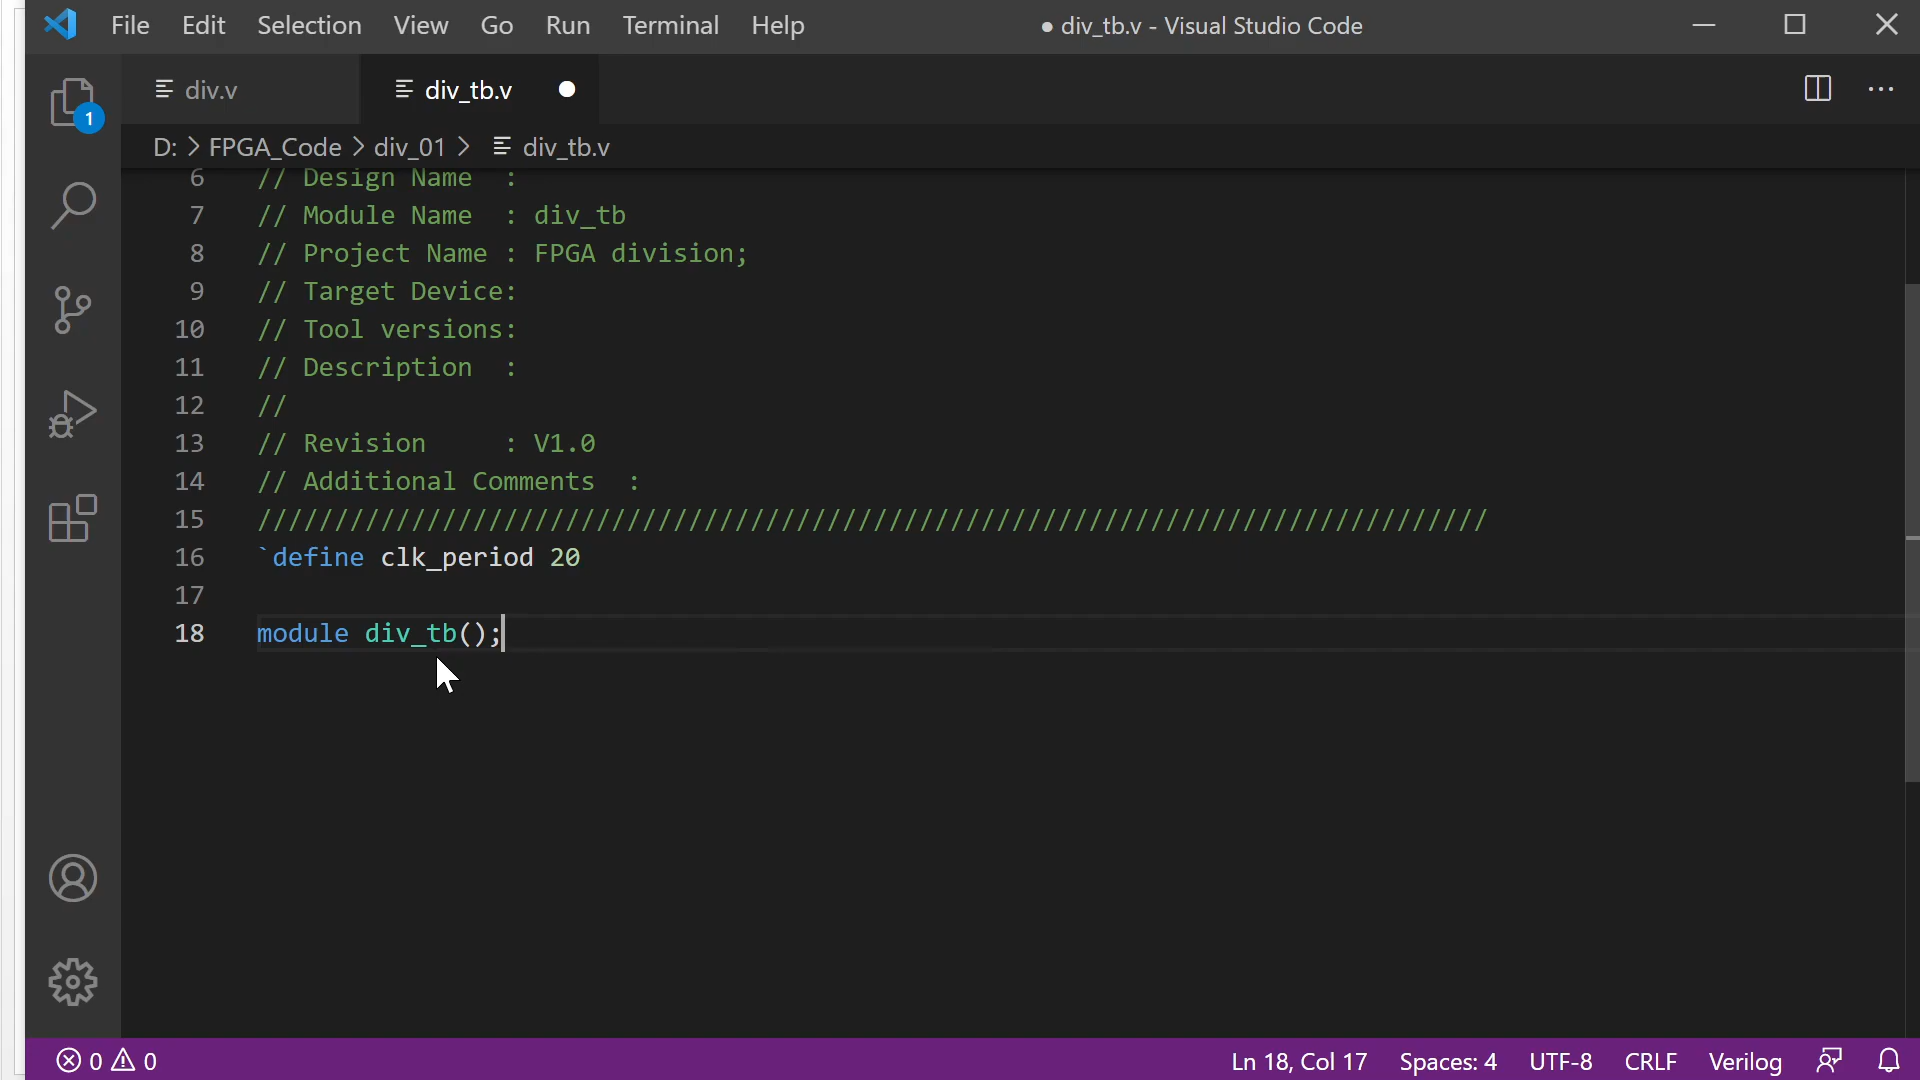 File Edit Selection View Go Run Terminal Help ● div_tb.v - Visual Studio Code
div.v div_tb.v
1
D: > FPGA_Code > div_01 > div_tb.v
6 // Design Name :
7 // Module Name : div_tb
8 // Project Name : FPGA division;
9 // Target Device:
10 // Tool versions:
11 // Description :
12 //
13 // Revision : V1.0
14 // Additional Comments :
15 ////////////////////////////////////////////////////////////////////////////////
16 `define clk_period 20
17
18 module div_tb();
0 0 Ln 18, Col 17 Spaces: 4 UTF-8 CRLF Verilog